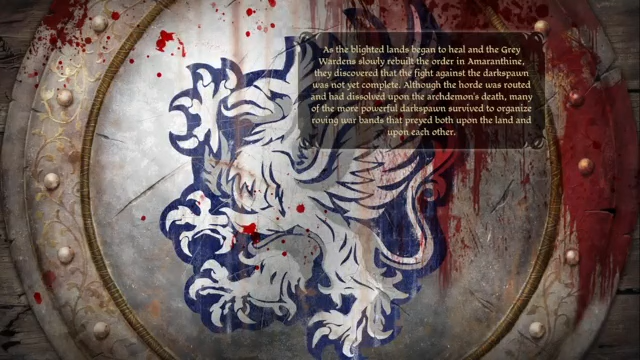 As the blighted lands began to heal and the Grey
Wardens slowly rebuilt the order in Amaranthine,
they discovered that the fight against the darkspawn
was not yet complete. Although the horde was routed
and had dissolved upon the archdemon's death, many
of the more powerful darkspawn survived to organize
roving war bands that preyed both upon the land and
upon each other.